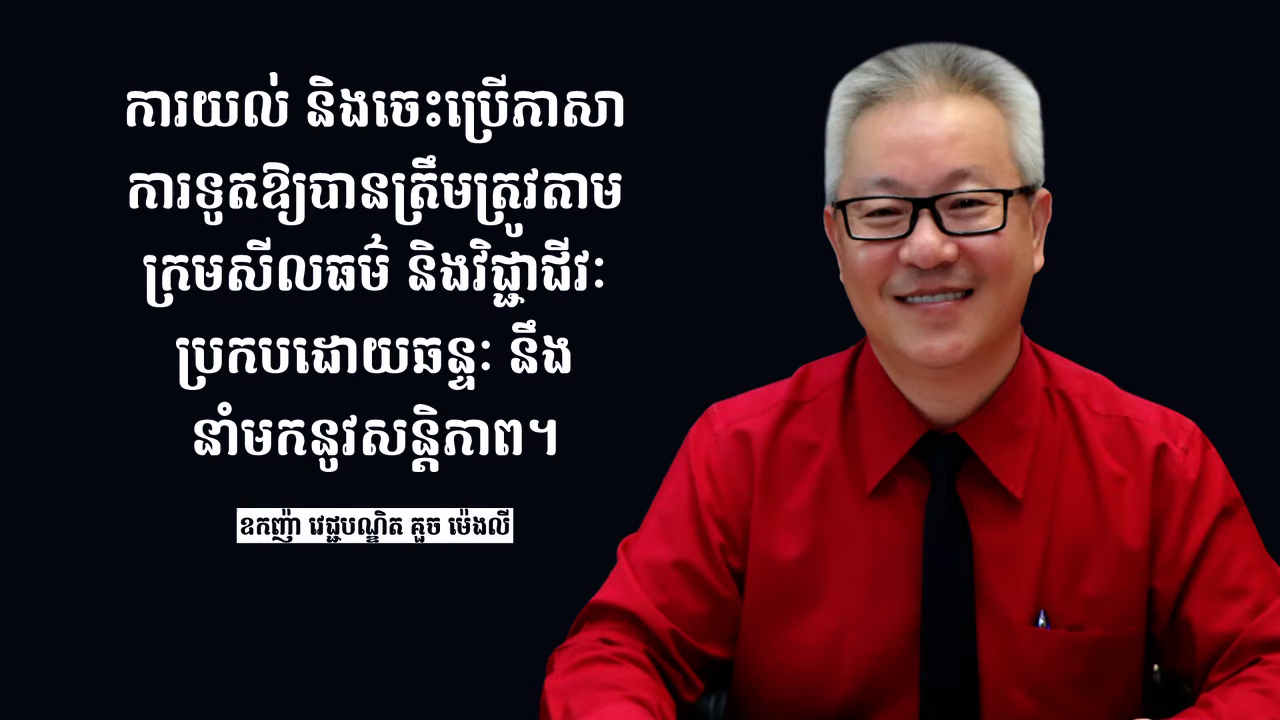 ការយល់ និងចេះប្រើភាសា
ការទូតឱ្យបានត្រឹមត្រូវតាម
ក្រមសីលធម៌ និងវិជ្ជាជីវៈ
ប្រកបដោយឆន្ទៈ នឹង
នាំមកនូវសន្តិភាព។
ឧកញ៉ា វេជ្ជបណ្ឌិត គួច ម៉េងលី